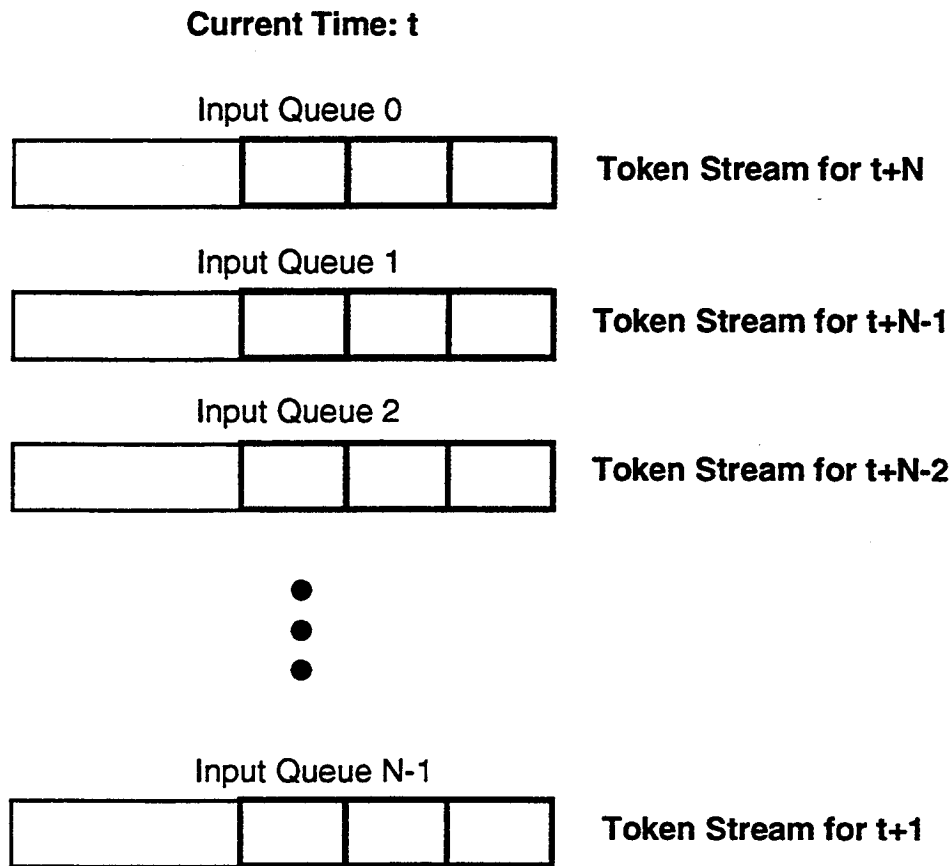 Current Time: t
Input Queue 0
Token Stream for t+N
Input Queue 1
Token Stream for t+N-1
Input Queue 2
Token Stream for t+N-2
Input Queue N-1
Token Stream for t+1